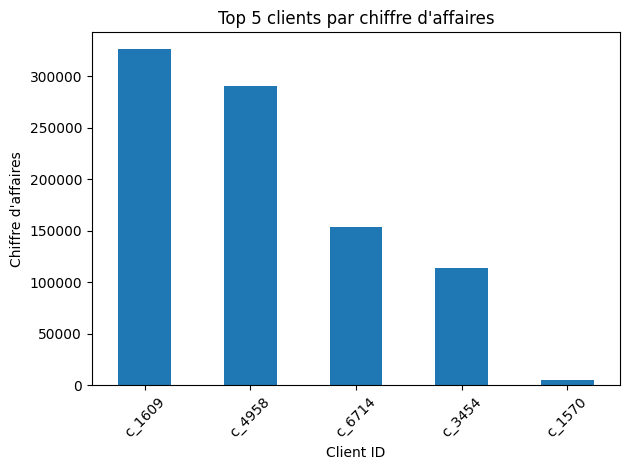 Top 5 clients par chiffre d'affaires
Chiffre d'affaires
300000
250000
200000
150000
100000
50000
0
c_1609 c_4958 c_6714 c_3454 c_1570
Client ID